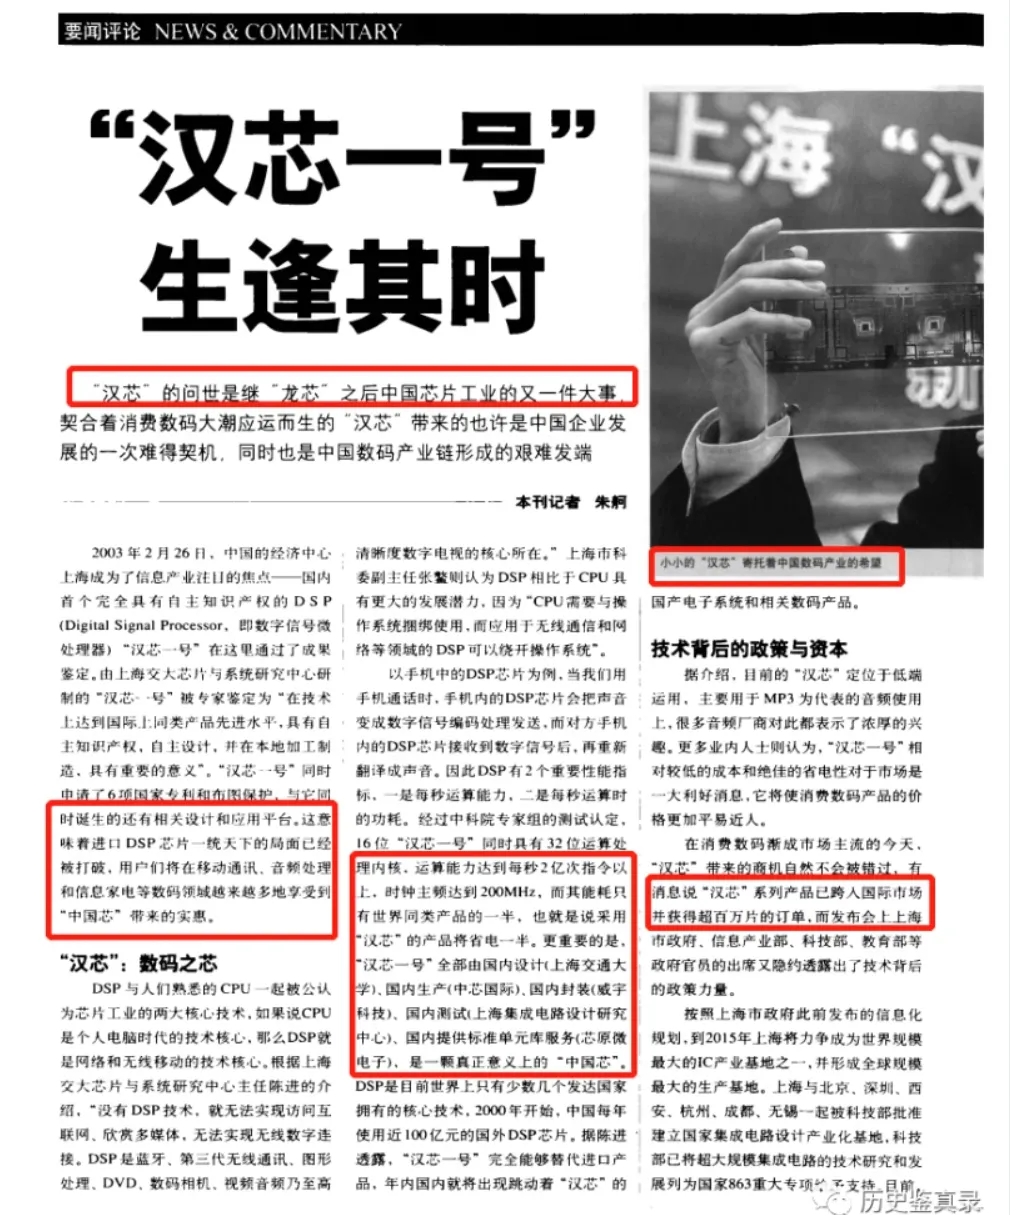 要闻评论 NEWS & COMMENTARY
“汉芯一号”
生逢其时
“汉芯”的问世是继“龙芯”之后中国芯片工业的又一件大事，
契合着消费数码大潮应运而生的“汉芯”带来的也许是中国企业发
展的一次难得契机，同时也是中国数码产业链形成的艰难发端
本刊记者 朱舸
2003年2月26日，中国的经济中心
上海成为了信息产业注目的焦点——国内
首个完全具有自主知识产权的DSP
(Digital Signal Processor，即数字信号微
处理器)“汉芯一号”在这里通过了成果
鉴定。由上海交大芯片与系统研究中心研
制的“汉芯一号”被专家鉴定为“在技术
上达到国际上同类产品先进水平，具有自
主知识产权，自主设计，并在本地加工制
造，具有重要的意义”。“汉芯一号”同时
申请了6项国家专利和布图保护，与它同
时诞生的还有相关设计和应用平台。这意
味着进口DSP芯片一统天下的局面已经
被打破，用户们将在移动通讯、音频处理
和信息家电等数码领域越来越多地享受到
“中国芯”带来的实惠。
“汉芯”：数码之芯
DSP与人们熟悉的CPU一起被公认
为芯片工业的两大核心技术，如果说CPU
是个人电脑时代的技术核心，那么DSP就
是网络和无线移动的技术核心。根据上海
交大芯片与系统研究中心主任陈进的介
绍，“没有DSP技术，就无法实现访问互
联网、欣赏多媒体，无法实现无线数字连
接。DSP是蓝牙、第三代无线通讯、图形
处理、DVD、数码相机、视频音频乃至高
清晰度数字电视的核心所在。”上海市科
委副主任张鳌则认为DSP相比于CPU具
有更大的发展潜力，因为“CPU需要与操
作系统捆绑使用，而应用于无线通信和网
络等领域的DSP可以绕开操作系统”。
以手机中的DSP芯片为例，当我们用
手机通话时，手机内的DSP芯片会把声音
变成数字信号编码处理发送，而对方手机
内的DSP芯片接收到数字信号后，再重新
翻译成声音。因此DSP有2个重要性能指
标，一是每秒运算能力，二是每秒运算时
的功耗。经过中科院专家组的测试认定，
16位“汉芯一号”同时具有32位运算处
理内核，运算能力达到每秒2亿次指令以
上，时钟主频达到200MHz，而其能耗只
有世界同类产品的一半，也就是说采用
“汉芯”的产品将省电一半。更重要的是，
“汉芯一号”全部由国内设计(上海交通大
学)、国内生产(中芯国际)、国内封装(威宇
科技)、国内测试(上海集成电路设计研究
中心)、国内提供标准单元库服务(芯原微
电子)，是一颗真正意义上的“中国芯”。
DSP是目前世界上只有少数几个发达国家
拥有的核心技术，2000年开始，中国每年
使用近100亿元的国外DSP芯片。据陈进
透露，“汉芯一号”完全能够替代进口产
品，年内国内就将出现跳动着“汉芯”的
上海“汉
新
小小的“汉芯”寄托着中国数码产业的希望
国产电子系统和相关数码产品。
技术背后的政策与资本
据介绍，目前的“汉芯”定位于低端
运用，主要用于MP3为代表的音频使用
上，很多音频厂商对此都表示了浓厚的兴
趣。更多业内人士则认为，“汉芯一号”相
对较低的成本和绝佳的省电性对于市场是
一大利好消息，它将使消费数码产品的价
格更加平易近人。
在消费数码渐成市场主流的今天，
“汉芯”带来的商机自然不会被错过，有
消息说“汉芯”系列产品已跨入国际市场
并获得超百万片的订单，而发布会上上海
市政府、信息产业部、科技部、教育部等
政府官员的出席又隐约透露出了技术背后
的政策力量。
按照上海市政府此前发布的信息化
规划，到2015年上海将力争成为世界规模
最大的IC产业基地之一，并形成全球规模
最大的生产基地。上海与北京、深圳、西
安、杭州、成都、无锡一起被科技部批准
建立国家集成电路设计产业化基地，科技
部已将超大规模集成电路的技术研究和发
展列为国家863重大专项给予支持。目前，
历史鉴真录